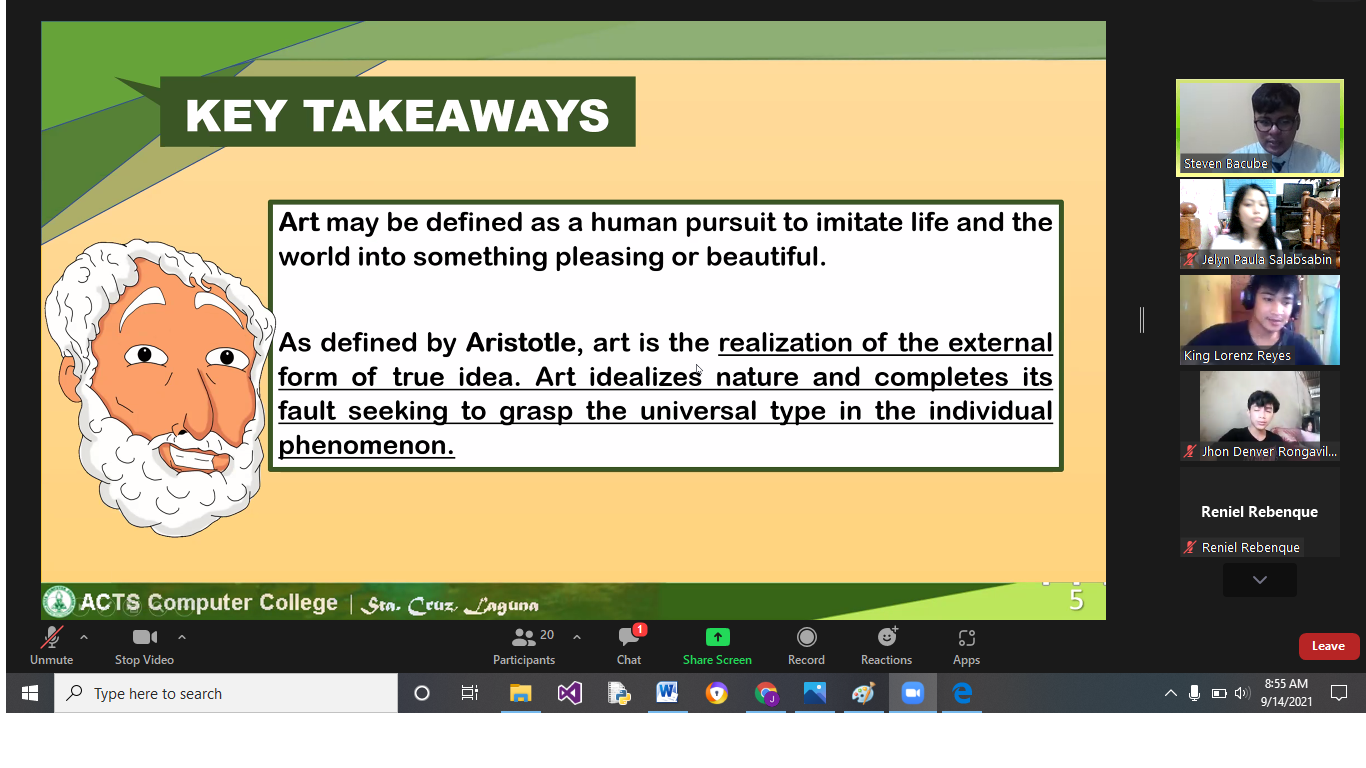 KEY TAKEAWAYS
Art may be defined as a human pursuit to imitate life and the
world into something pleasing or beautiful.
As defined by Aristotle, art is the realization of the external
form of true idea. Art idealizes nature and completes its
fault seeking to grasp the universal type in the individual
phenomenon.
ACTS Computer College | Sta. Cruz, Laguna
5
Steven Bacube
Jelyn Paula Salabsabin
King Lorenz Reyes
Jhon Denver Rongavil...
Reniel Rebenque
Reniel Rebenque
Unmute
Stop Video
20
Participants
1
Chat
Share Screen
Record
Reactions
Apps
Leave
Type here to search
J
8:55 AM
9/14/2021